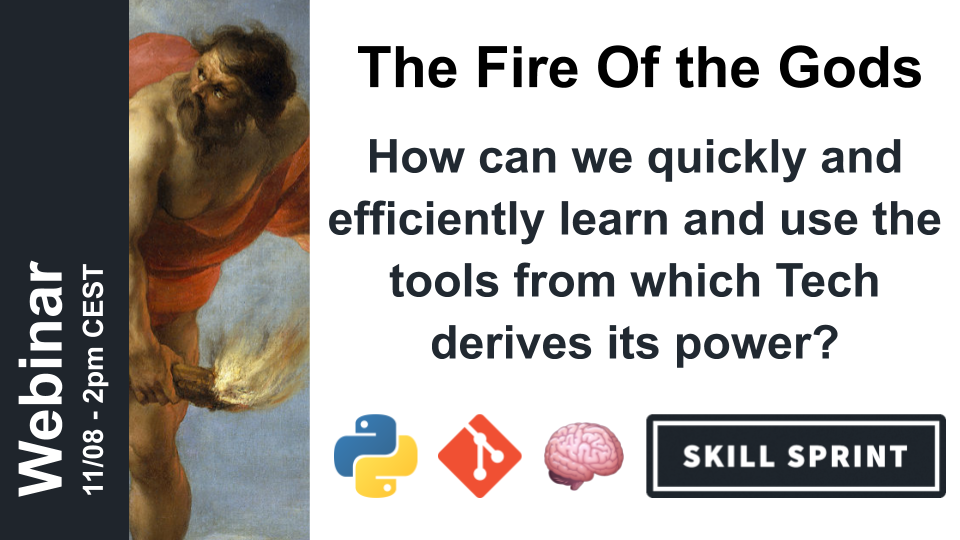 Webinar
11/08 - 2pm CEST
The Fire Of the Gods
How can we quickly and
efficiently learn and use the
tools from which Tech
derives its power?
SKILL SPRINT